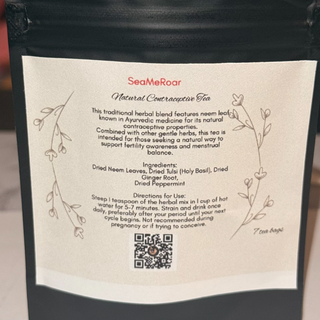 SeaMeRoar
Natural Contraceptive Tea
This traditional herbal blend features neem leaf,
known in Ayurvedic medicine for its natural
contraceptive properties.
Combined with other gentle herbs, this tea is
intended for those seeking a natural way to
support fertility awareness and menstrual
balance.
Ingredients:
Dried Neem Leaves, Dried Tulsi (Holy Basil), Dried
Ginger Root,
Dried Peppermint
Directions for Use:
Steep 1 teaspoon of the herbal mix in 1 cup of hot
water for 5-7 minutes. Strain and drink once
daily, preferably after your period until your next
cycle begins. Not recommended during
pregnancy or if trying to conceive.
7 tea bags